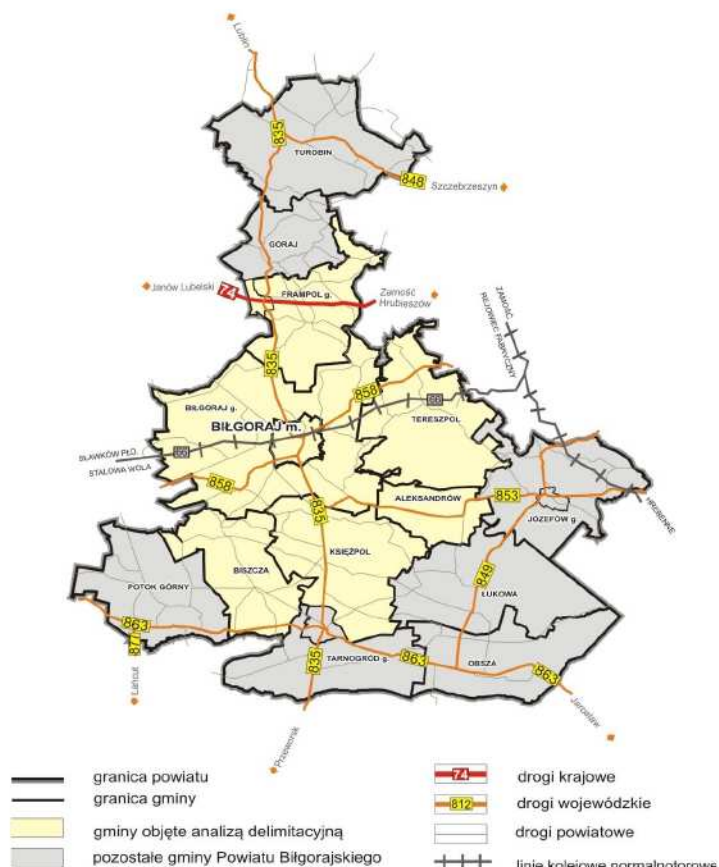 Lublin
835
TUROBIN
848
Szczebrzeszyn
GORAJ
Janów Lubelski
74
FRAMPOL g.
Zamość
Hrubieszów
ZAMOŚĆ
REJOWIEC FABRYCZNY
835
858
66
BIŁGORAJ g.
BIŁGORAJ m.
TERESZPOL
SŁAWKÓW PŁD.
66
STALOWA WOLA
858
835
ALEKSANDRÓW
853
JÓZEFÓW g.
HREBENNE
KSIĘŻPOL
BISZCZA
849
POTOK GÓRNY
ŁUKOWA
863
877
Łańcut
835
TARNOGRÓD g.
863
OBSZA
863
Jarosław
Przeworsk
granica powiatu
granica gminy
gminy objęte analizą delimitacyjną
pozostałe gminy Powiatu Biłgorajskiego
74 drogi krajowe
812 drogi wojewódzkie
drogi powiatowe
linie kolejowe normalnotorowe